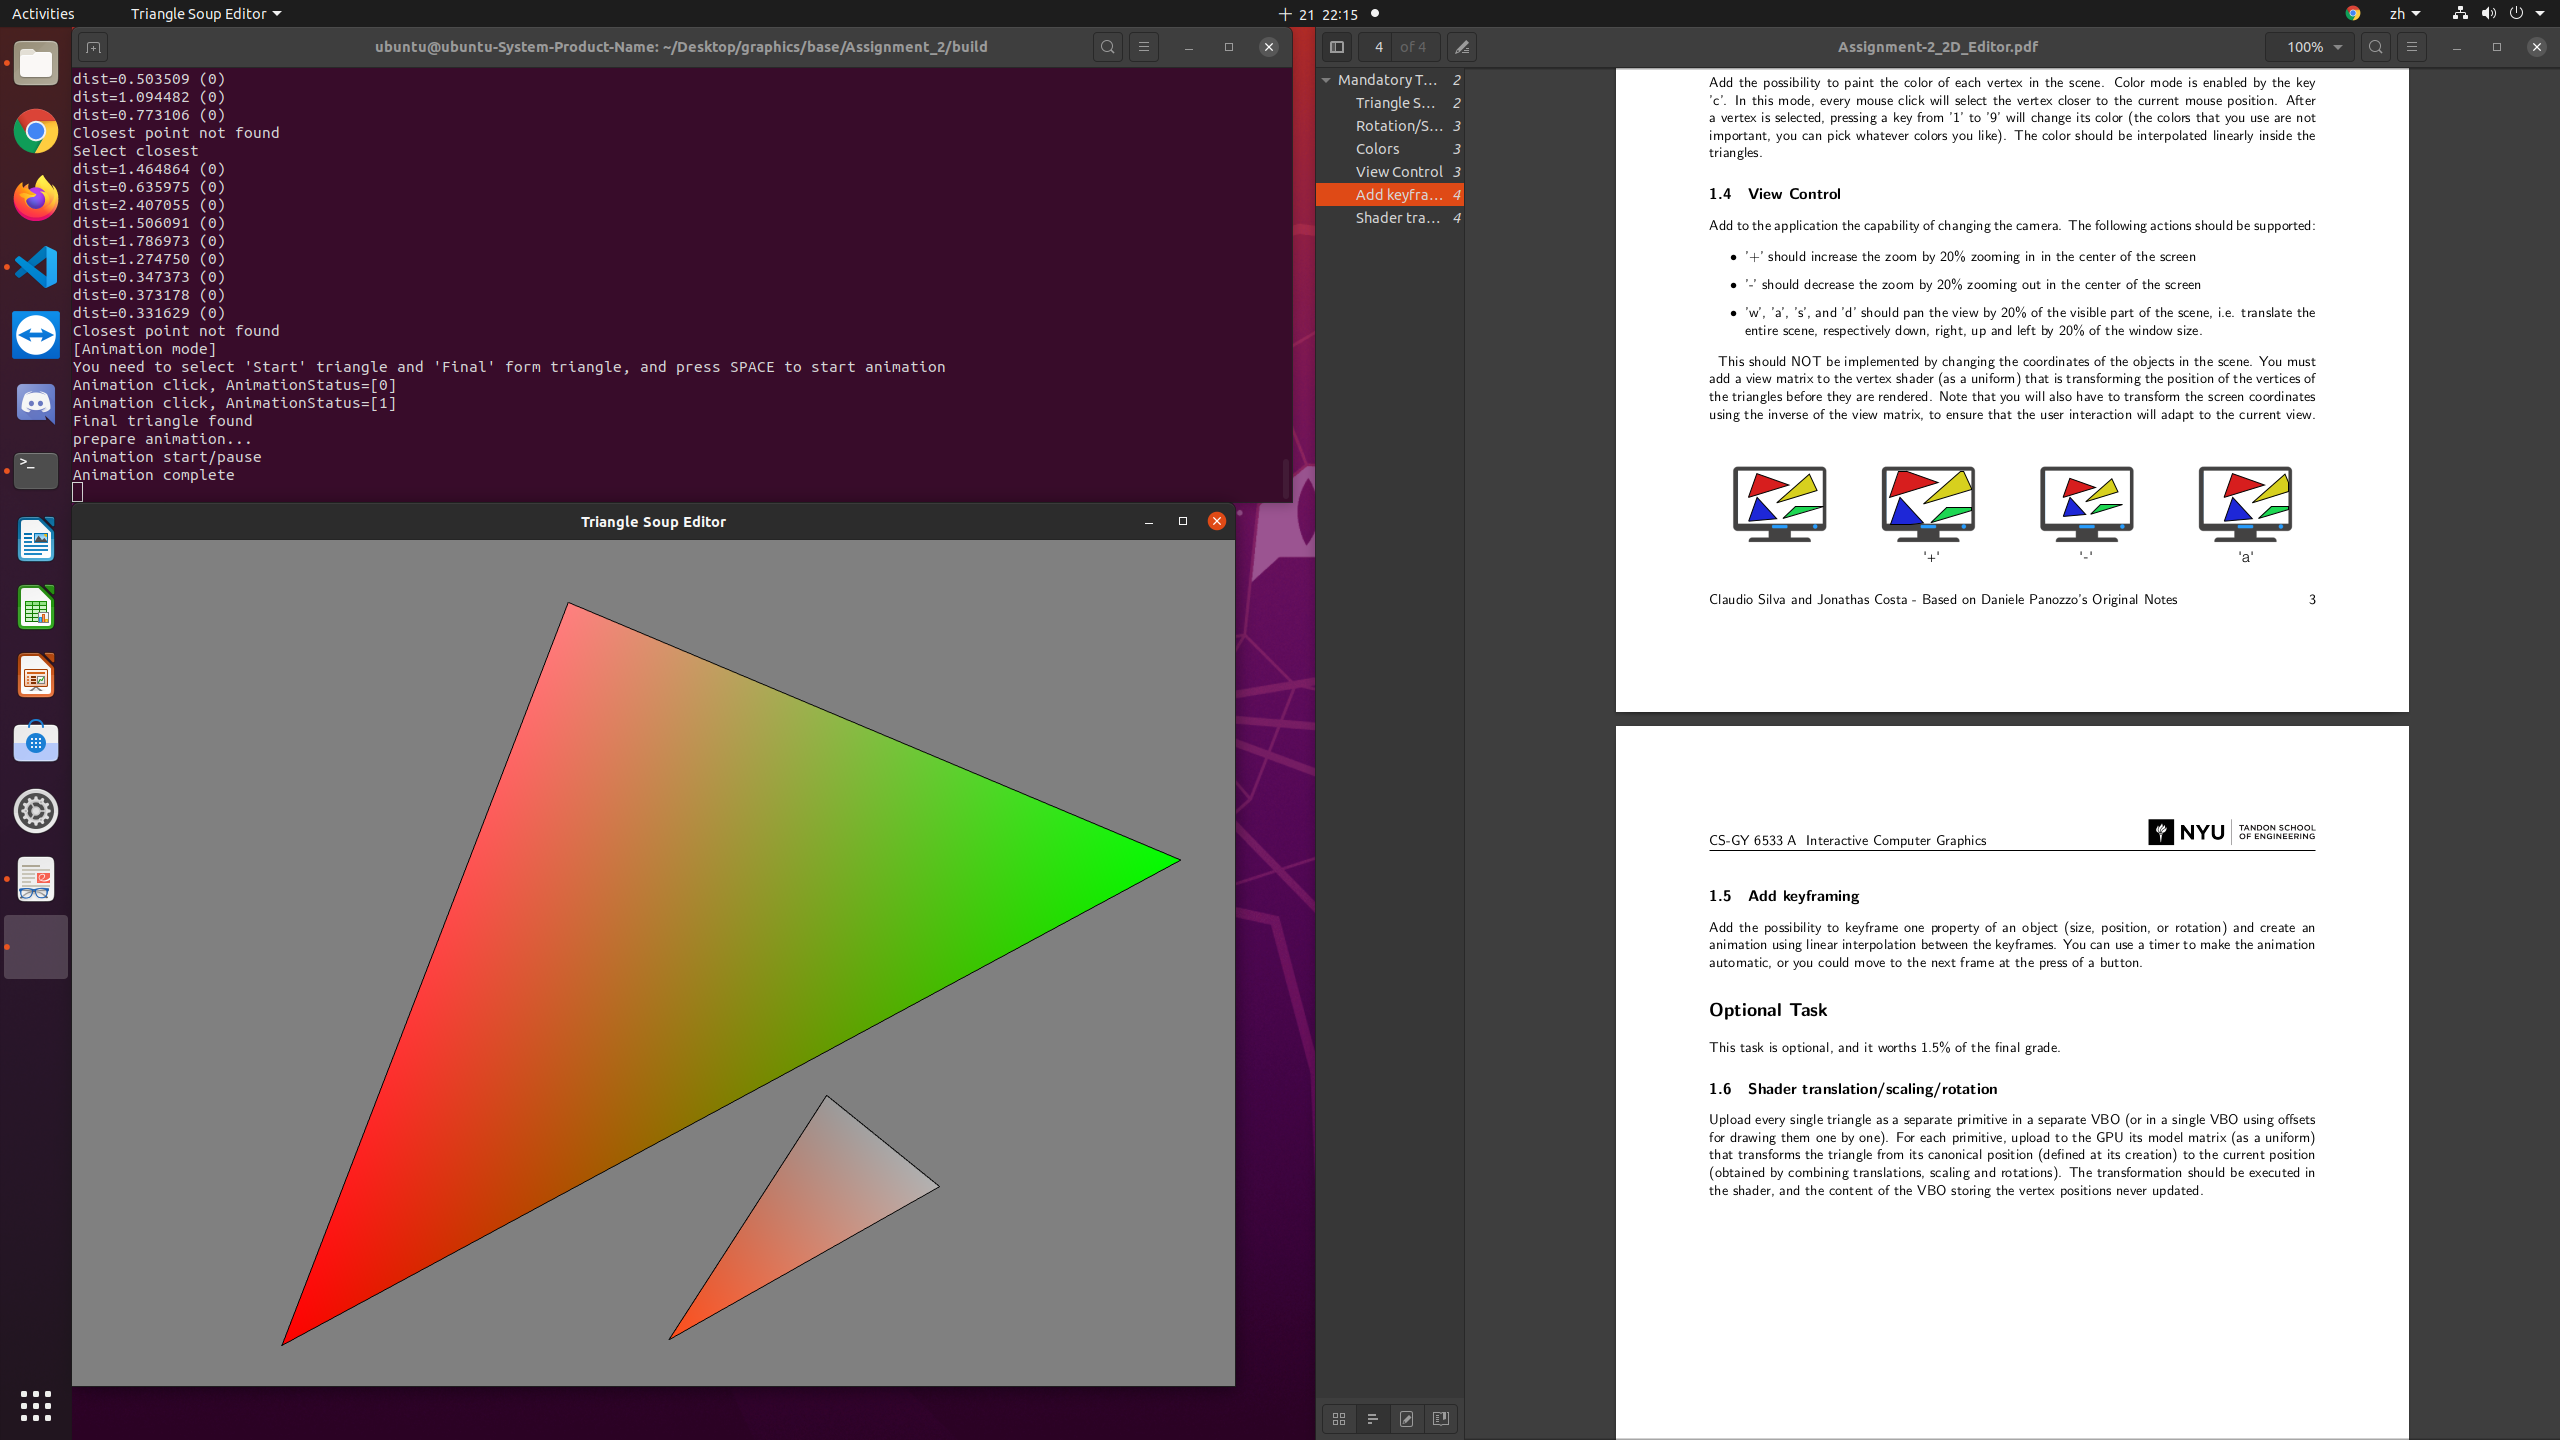 Activities
Triangle Soup Editor
21 22:15
zh
ubuntu@ubuntu-System-Product-Name: ~/Desktop/graphics/base/Assignment_2/build
dist=0.503509 (0)
dist=1.094482 (0)
dist=0.773106 (0)
Closest point not found
Select closest
dist=1.464864 (0)
dist=0.635975 (0)
dist=2.407055 (0)
dist=1.506091 (0)
dist=1.786973 (0)
dist=1.274750 (0)
dist=0.347373 (0)
dist=0.373178 (0)
dist=0.331629 (0)
Closest point not found
[Animation mode]
You need to select 'Start' triangle and 'Final' form triangle, and press SPACE to start animation
Animation click, AnimationStatus=[0]
Animation click, AnimationStatus=[1]
Final triangle found
prepare animation...
Animation start/pause
Animation complete
Triangle Soup Editor
4 of 4
Assignment-2_2D_Editor.pdf
100%
Mandatory T... 2
Triangle S... 2
Rotation/S... 3
Colors 3
View Control 3
Add keyfra... 4
Shader tra... 4
Add the possibility to paint the color of each vertex in the scene. Color mode is enabled by the key
'c'. In this mode, every mouse click will select the vertex closer to the current mouse position. After
a vertex is selected, pressing a key from '1' to '9' will change its color (the colors that you use are not
important, you can pick whatever colors you like). The color should be interpolated linearly inside the
triangles.
1.4 View Control
Add to the application the capability of changing the camera. The following actions should be supported:
• '+' should increase the zoom by 20% zooming in in the center of the screen
• '-' should decrease the zoom by 20% zooming out in the center of the screen
• 'w', 'a', 's', and 'd' should pan the view by 20% of the visible part of the scene, i.e. translate the
entire scene, respectively down, right, up and left by 20% of the window size.
This should NOT be implemented by changing the coordinates of the objects in the scene. You must
add a view matrix to the vertex shader (as a uniform) that is transforming the position of the vertices of
the triangles before they are rendered. Note that you will also have to transform the screen coordinates
using the inverse of the view matrix, to ensure that the user interaction will adapt to the current view.
'+' '-' 'a'
Claudio Silva and Jonathas Costa - Based on Daniele Panozzo's Original Notes 3
CS-GY 6533 A Interactive Computer Graphics
NYU
TANDON SCHOOL
OF ENGINEERING
1.5 Add keyframing
Add the possibility to keyframe one property of an object (size, position, or rotation) and create an
animation using linear interpolation between the keyframes. You can use a timer to make the animation
automatic, or you could move to the next frame at the press of a button.
Optional Task
This task is optional, and it worths 1.5% of the final grade.
1.6 Shader translation/scaling/rotation
Upload every single triangle as a separate primitive in a separate VBO (or in a single VBO using offsets
for drawing them one by one). For each primitive, upload to the GPU its model matrix (as a uniform)
that transforms the triangle from its canonical position (defined at its creation) to the current position
(obtained by combining translations, scaling and rotations). The transformation should be executed in
the shader, and the content of the VBO storing the vertex positions never updated.